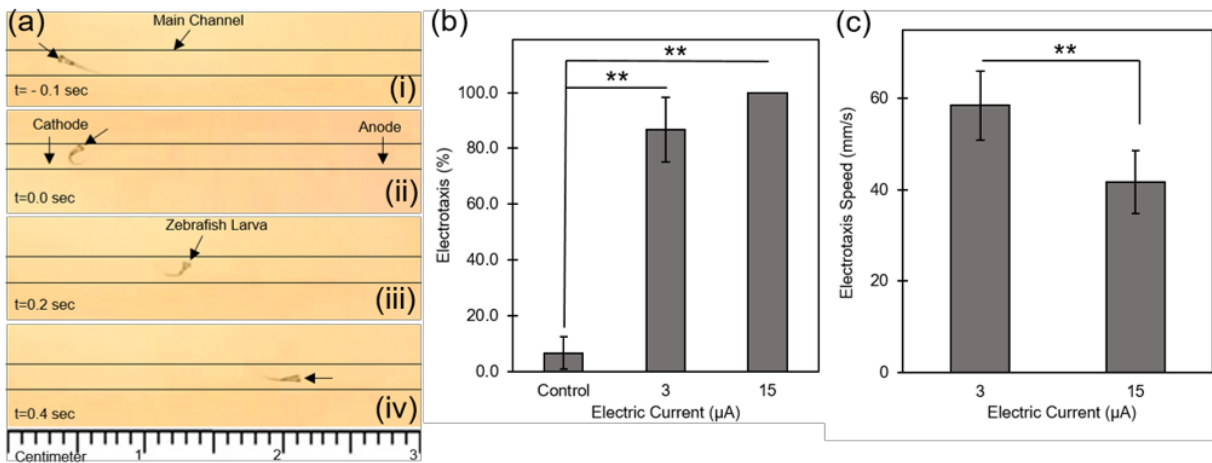 (a)
Main Channel
t= - 0.1 sec
(i)
Cathode
Anode
t=0.0 sec
(ii)
Zebrafish Larva
t=0.2 sec
(iii)
t=0.4 sec
(iv)
Centimeter 1 2 3
(b)
**
**
100.0
80.0
60.0
40.0
20.0
0.0
Electrotaxis (%)
Control 3 15
Electric Current (µA)
(c)
**
60
40
20
0
Electrotaxis Speed (mm/s)
3 15
Electric Current (µA)